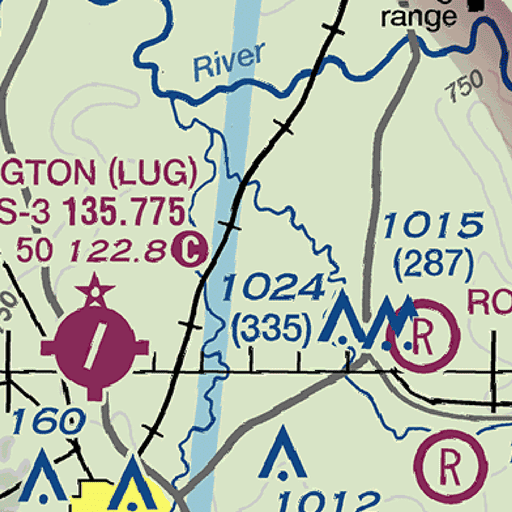 range
River
750
GTON (LUG)
S-3 135.775
50 122.8 C
1015
(287)
1024
(335)
RO
R
160
R
1012